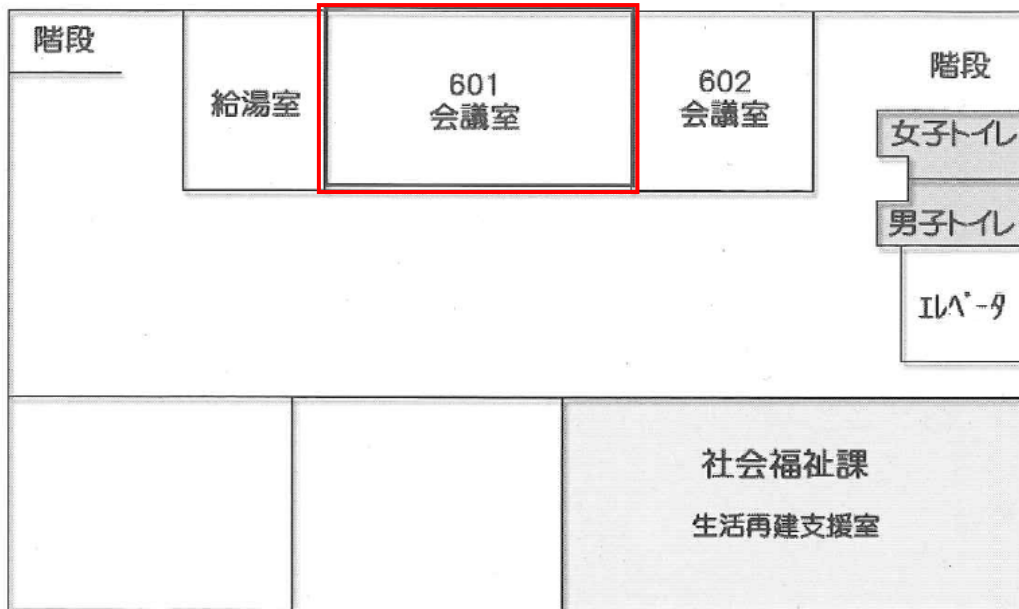 階段
給湯室
601
会議室
602
会議室
階段
女子トイレ
男子トイレ
ｴﾚﾍﾞｰﾀ
社会福祉課
生活再建支援室